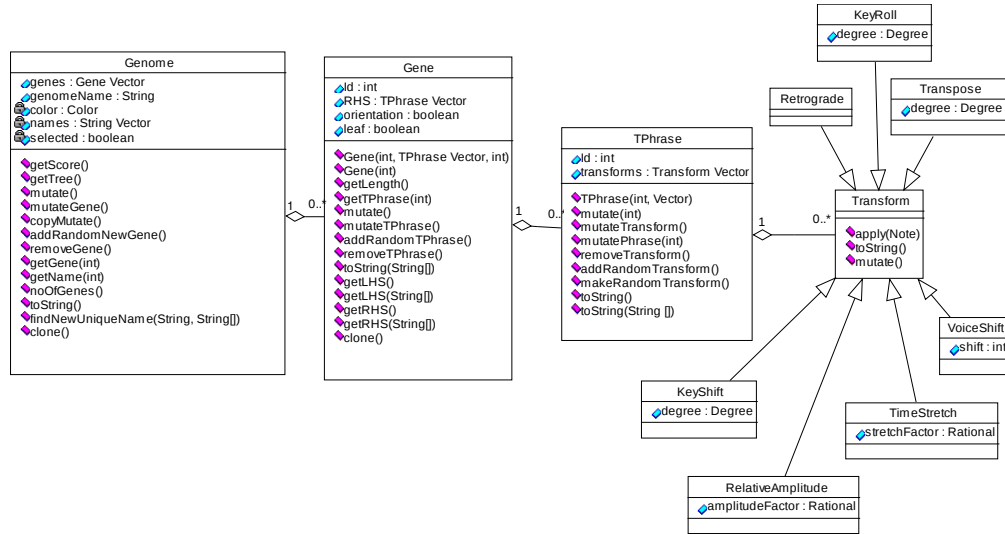 KeyRoll
degree : Degree
Genome
genes : Gene Vector
genomeName : String
color : Color
names : String Vector
selected : boolean
getScore()
getTree()
mutate()
mutateGene()
copyMutate()
addRandomNewGene()
removeGene()
getGene(int)
getName(int)
noOfGenes()
toString()
findNewUniqueName(String, String[])
clone()
1
0..*
Gene
Id : int
RHS : TPhrase Vector
orientation : boolean
leaf : boolean
Gene(int, TPhrase Vector, int)
Gene(int)
getLength()
getTPhrase(int)
mutate()
mutateTPhrase()
addRandomTPhrase()
removeTPhrase()
toString(String[])
getLHS()
getLHS(String[])
getRHS()
getRHS(String[])
clone()
1
0..*
TPhrase
Id : int
transforms : Transform Vector
TPhrase(int, Vector)
mutate(int)
mutateTransform()
mutatePhrase(int)
removeTransform()
addRandomTransform()
makeRandomTransform()
toString()
toString(String [])
1
0..*
Retrograde
Transpose
degree : Degree
Transform
apply(Note)
toString()
mutate()
VoiceShift
shift : int
KeyShift
degree : Degree
TimeStretch
stretchFactor : Rational
RelativeAmplitude
amplitudeFactor : Rational